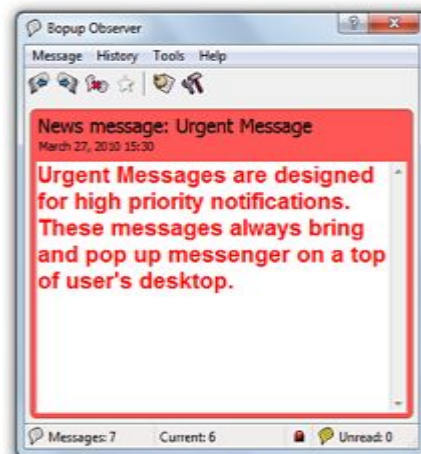 Bopup Observer
Message History Tools Help
News message: Urgent Message
March 27, 2010 15:30
Urgent Messages are designed
for high priority notifications.
These messages always bring
and pop up messenger on a top
of user's desktop.
Messages: 7 Current: 6 Unread: 0